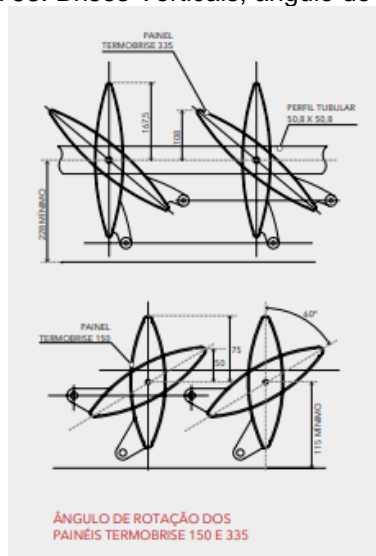 PAINEL
TERMOBRISE 335
167,5
108
PERFIL TUBULAR
50,8 X 50,8
228 MÍNIMO
PAINEL
TERMOBRISE 150
75
50
60°
115 MÍNIMO
ÂNGULO DE ROTAÇÃO DOS
PAINÉIS TERMOBRISE 150 E 335